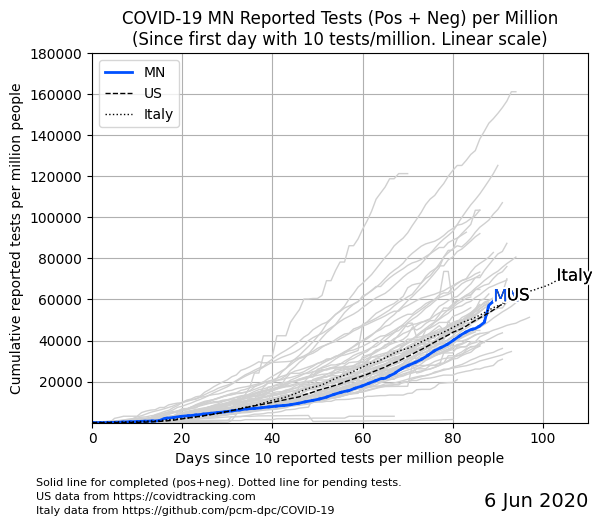 COVID-19 MN Reported Tests (Pos + Neg) per Million
(Since first day with 10 tests/million. Linear scale)
Cumulative reported tests per million people
180000
160000
140000
120000
100000
80000
60000
40000
20000
MN
US
Italy
Italy
MUS
0 20 40 60 80 100
Days since 10 reported tests per million people
Solid line for completed (pos+neg). Dotted line for pending tests.
US data from https://covidtracking.com
Italy data from https://github.com/pcm-dpc/COVID-19
6 Jun 2020